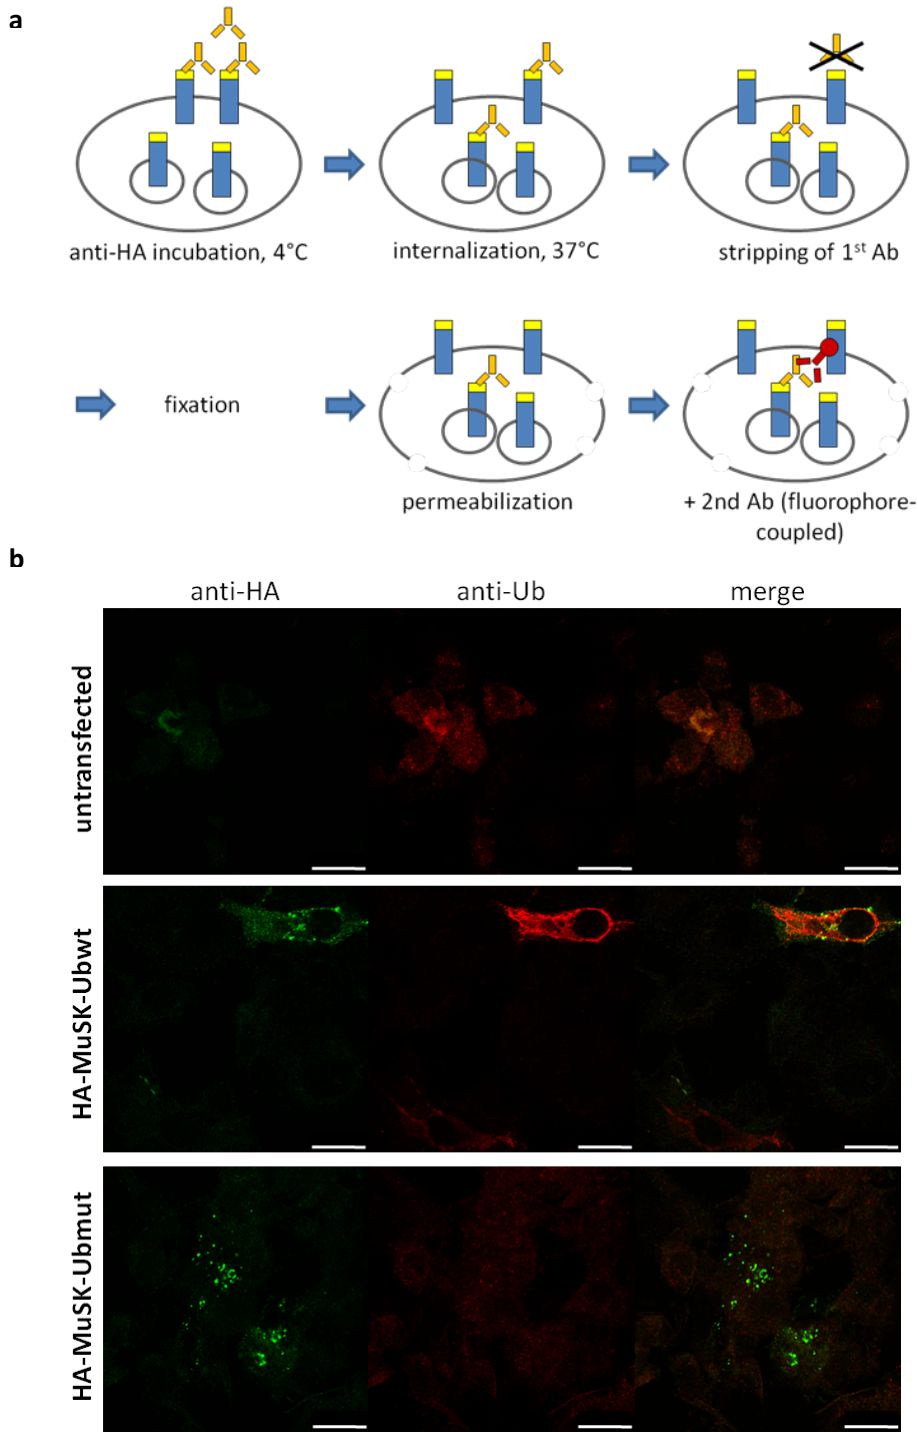 a
anti-HA incubation, 4°C
internalization, 37°C
stripping of 1st Ab
fixation
permeabilization
+ 2nd Ab (fluorophore-
coupled)
b
anti-HA
anti-Ub
merge
untransfected
HA-MuSK-Ubwt
HA-MuSK-Ubmut